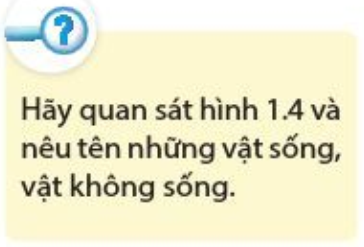 Hãy quan sát hình 1.4 và
nêu tên những vật sống,
vật không sống.